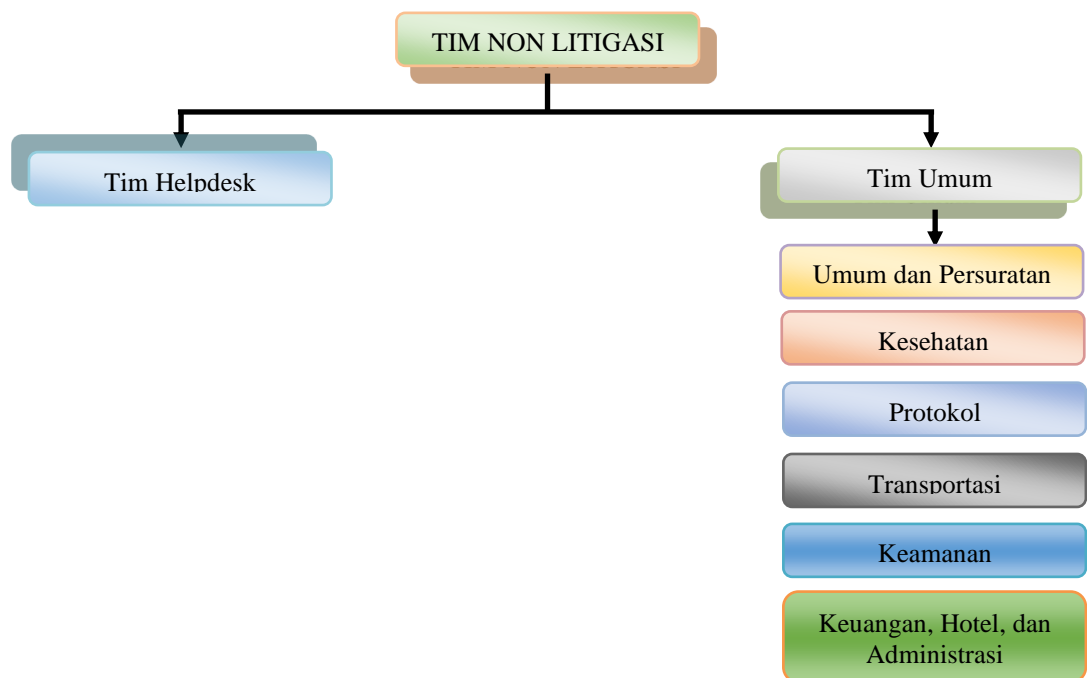 TIM NON LITIGASI
Tim Helpdesk
Tim Umum
Umum dan Persuratan
Kesehatan
Protokol
Transportasi
Keamanan
Keuangan, Hotel, dan
Administrasi